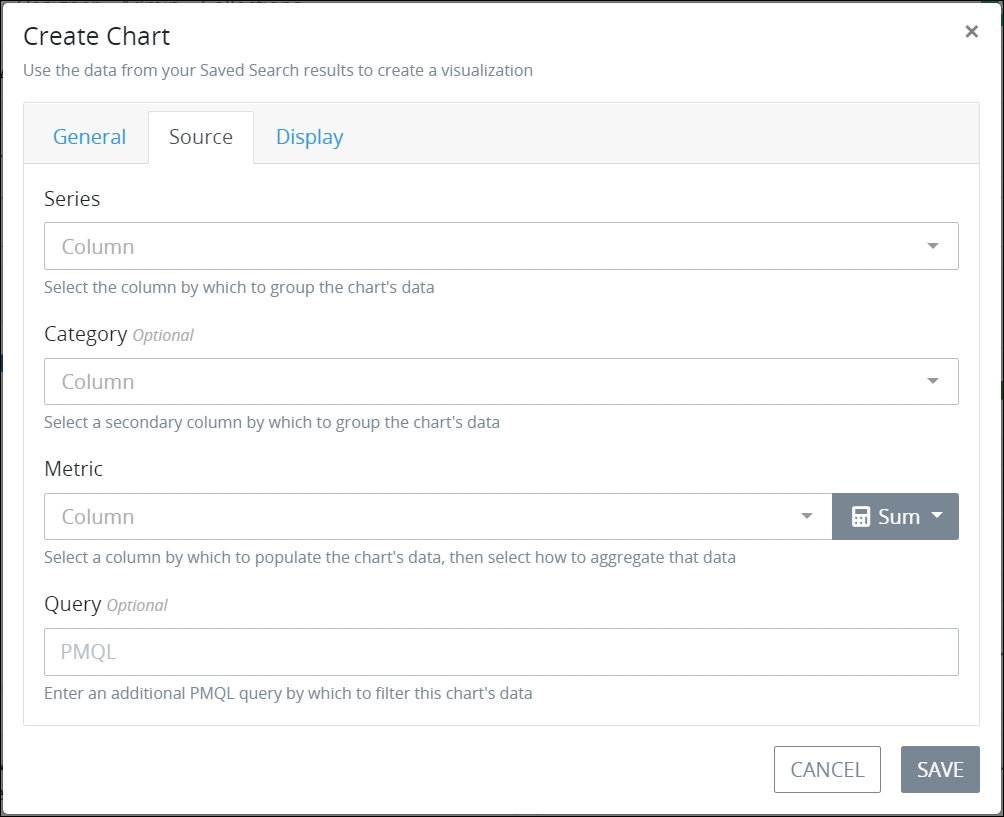 Create Chart
×
Use the data from your Saved Search results to create a visualization
General Source Display
Series
Column
Select the column by which to group the chart's data
Category Optional
Column
Select a secondary column by which to group the chart's data
Metric
Column
Sum
Select a column by which to populate the chart's data, then select how to aggregate that data
Query Optional
PMQL
Enter an additional PMQL query by which to filter this chart's data
CANCEL SAVE